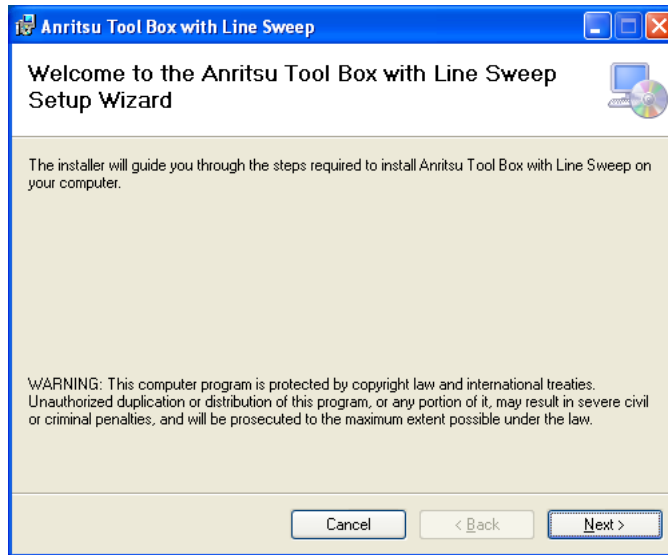 Anritsu Tool Box with Line Sweep
Welcome to the Anritsu Tool Box with Line Sweep
Setup Wizard
The installer will guide you through the steps required to install Anritsu Tool Box with Line Sweep on
your computer.
WARNING: This computer program is protected by copyright law and international treaties.
Unauthorized duplication or distribution of this program, or any portion of it, may result in severe civil
or criminal penalties, and will be prosecuted to the maximum extent possible under the law.
Cancel < Back Next >